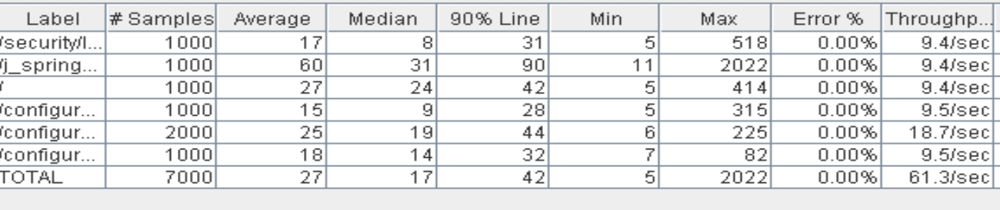 Label # Samples Average Median 90% Line Min Max Error % Throughp...
/security/l... 1000 17 8 31 5 518 0.00% 9.4/sec
/j_spring... 1000 60 31 90 11 2022 0.00% 9.4/sec
/ 1000 27 24 42 5 414 0.00% 9.4/sec
/configur... 1000 15 9 28 5 315 0.00% 9.5/sec
/configur... 2000 25 19 44 6 225 0.00% 18.7/sec
/configur... 1000 18 14 32 7 82 0.00% 9.5/sec
TOTAL 7000 27 17 42 5 2022 0.00% 61.3/sec